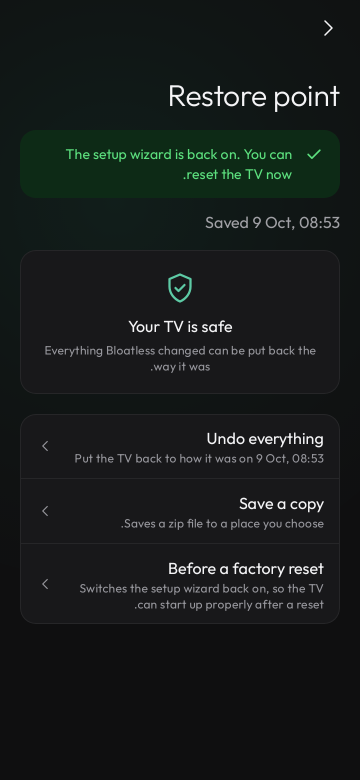 Restore point
The setup wizard is back on. You can
.reset the TV now
Saved 9 Oct, 08:53
Your TV is safe
Everything Bloatless changed can be put back the
.way it was
Undo everything
Put the TV back to how it was on 9 Oct, 08:53
Save a copy
.Saves a zip file to a place you choose
Before a factory reset
Switches the setup wizard back on, so the TV
.can start up properly after a reset